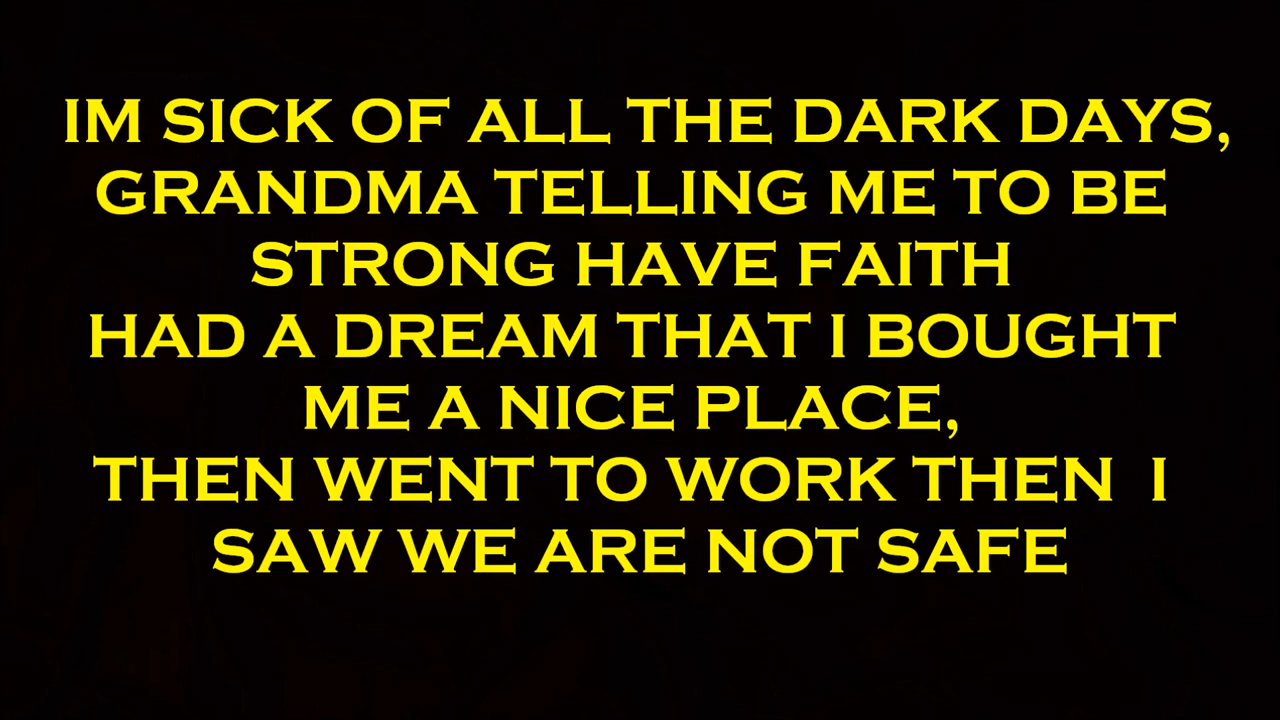 IM SICK OF ALL THE DARK DAYS,
GRANDMA TELLING ME TO BE
STRONG HAVE FAITH
HAD A DREAM THAT I BOUGHT
ME A NICE PLACE,
THEN WENT TO WORK THEN  I
SAW WE ARE NOT SAFE